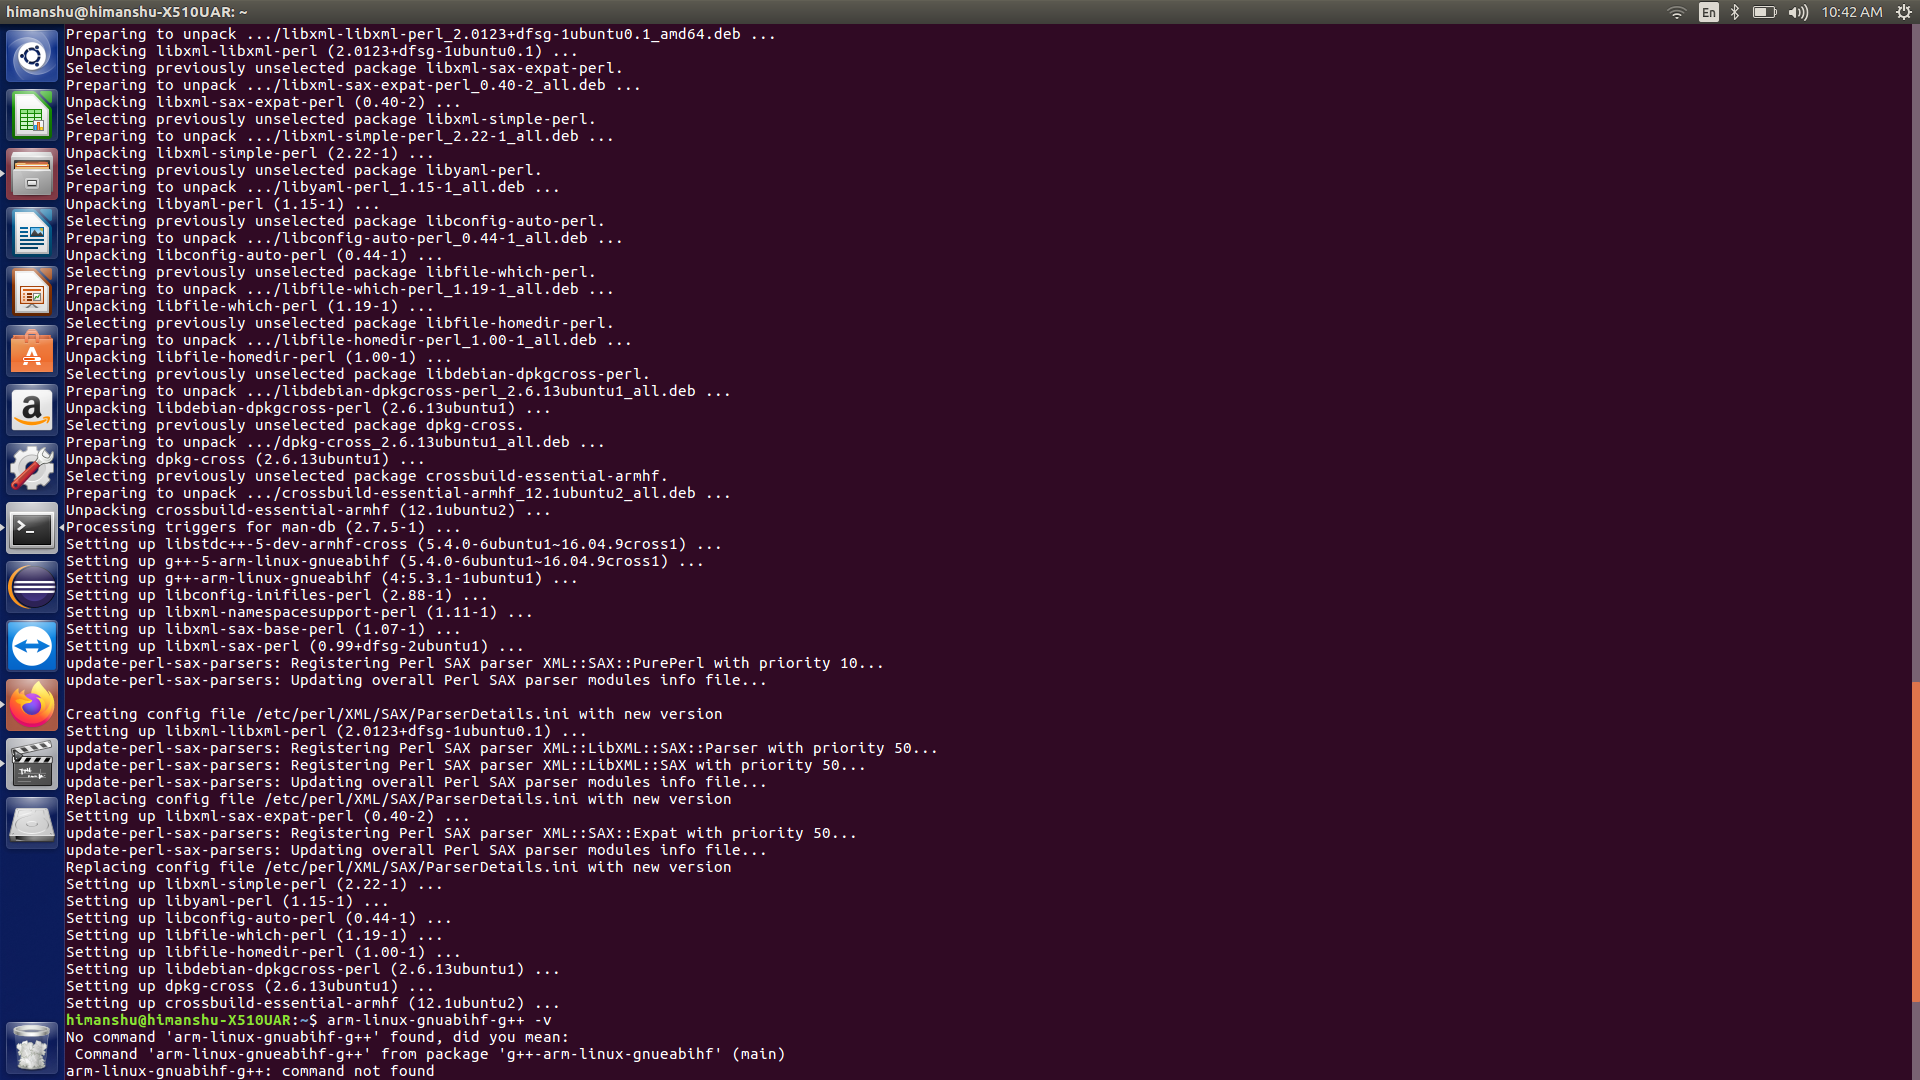 himanshu@himanshu-X510UAR: ~
En
10:42 AM
Preparing to unpack .../libxml-libxml-perl_2.0123+dfsg-1ubuntu0.1_amd64.deb ...
Unpacking libxml-libxml-perl (2.0123+dfsg-1ubuntu0.1) ...
Selecting previously unselected package libxml-sax-expat-perl.
Preparing to unpack .../libxml-sax-expat-perl_0.40-2_all.deb ...
Unpacking libxml-sax-expat-perl (0.40-2) ...
Selecting previously unselected package libxml-simple-perl.
Preparing to unpack .../libxml-simple-perl_2.22-1_all.deb ...
Unpacking libxml-simple-perl (2.22-1) ...
Selecting previously unselected package libyaml-perl.
Preparing to unpack .../libyaml-perl_1.15-1_all.deb ...
Unpacking libyaml-perl (1.15-1) ...
Selecting previously unselected package libconfig-auto-perl.
Preparing to unpack .../libconfig-auto-perl_0.44-1_all.deb ...
Unpacking libconfig-auto-perl (0.44-1) ...
Selecting previously unselected package libfile-which-perl.
Preparing to unpack .../libfile-which-perl_1.19-1_all.deb ...
Unpacking libfile-which-perl (1.19-1) ...
Selecting previously unselected package libfile-homedir-perl.
Preparing to unpack .../libfile-homedir-perl_1.00-1_all.deb ...
Unpacking libfile-homedir-perl (1.00-1) ...
Selecting previously unselected package libdebian-dpkgcross-perl.
Preparing to unpack .../libdebian-dpkgcross-perl_2.6.13ubuntu1_all.deb ...
Unpacking libdebian-dpkgcross-perl (2.6.13ubuntu1) ...
Selecting previously unselected package dpkg-cross.
Preparing to unpack .../dpkg-cross_2.6.13ubuntu1_all.deb ...
Unpacking dpkg-cross (2.6.13ubuntu1) ...
Selecting previously unselected package crossbuild-essential-armhf.
Preparing to unpack .../crossbuild-essential-armhf_12.1ubuntu2_all.deb ...
Unpacking crossbuild-essential-armhf (12.1ubuntu2) ...
Processing triggers for man-db (2.7.5-1) ...
Setting up libstdc++-5-dev-armhf-cross (5.4.0-6ubuntu1~16.04.9cross1) ...
Setting up g++-5-arm-linux-gnueabihf (5.4.0-6ubuntu1~16.04.9cross1) ...
Setting up g++-arm-linux-gnueabihf (4:5.3.1-1ubuntu1) ...
Setting up libconfig-inifiles-perl (2.88-1) ...
Setting up libxml-namespacesupport-perl (1.11-1) ...
Setting up libxml-sax-base-perl (1.07-1) ...
Setting up libxml-sax-perl (0.99+dfsg-2ubuntu1) ...
update-perl-sax-parsers: Registering Perl SAX parser XML::SAX::PurePerl with priority 10...
update-perl-sax-parsers: Updating overall Perl SAX parser modules info file...
Creating config file /etc/perl/XML/SAX/ParserDetails.ini with new version
Setting up libxml-libxml-perl (2.0123+dfsg-1ubuntu0.1) ...
update-perl-sax-parsers: Registering Perl SAX parser XML::LibXML::SAX::Parser with priority 50...
update-perl-sax-parsers: Registering Perl SAX parser XML::LibXML::SAX with priority 50...
update-perl-sax-parsers: Updating overall Perl SAX parser modules info file...
Replacing config file /etc/perl/XML/SAX/ParserDetails.ini with new version
Setting up libxml-sax-expat-perl (0.40-2) ...
update-perl-sax-parsers: Registering Perl SAX parser XML::SAX::Expat with priority 50...
update-perl-sax-parsers: Updating overall Perl SAX parser modules info file...
Replacing config file /etc/perl/XML/SAX/ParserDetails.ini with new version
Setting up libxml-simple-perl (2.22-1) ...
Setting up libyaml-perl (1.15-1) ...
Setting up libconfig-auto-perl (0.44-1) ...
Setting up libfile-which-perl (1.19-1) ...
Setting up libfile-homedir-perl (1.00-1) ...
Setting up libdebian-dpkgcross-perl (2.6.13ubuntu1) ...
Setting up dpkg-cross (2.6.13ubuntu1) ...
Setting up crossbuild-essential-armhf (12.1ubuntu2) ...
himanshu@himanshu-X510UAR:~$ arm-linux-gnuabihf-g++ -v
No command 'arm-linux-gnuabihf-g++' found, did you mean:
 Command 'arm-linux-gnueabihf-g++' from package 'g++-arm-linux-gnueabihf' (main)
arm-linux-gnuabihf-g++: command not found